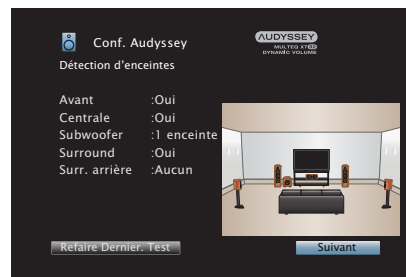 Conf. Audyssey
AUDYSSEY
MULTEQ XT32
DYNAMIC VOLUME
Détection d'enceintes
Avant :Oui
Centrale :Oui
Subwoofer :1 enceinte
Surround :Oui
Surr. arrière :Aucun
Refaire Dernier. Test
Suivant